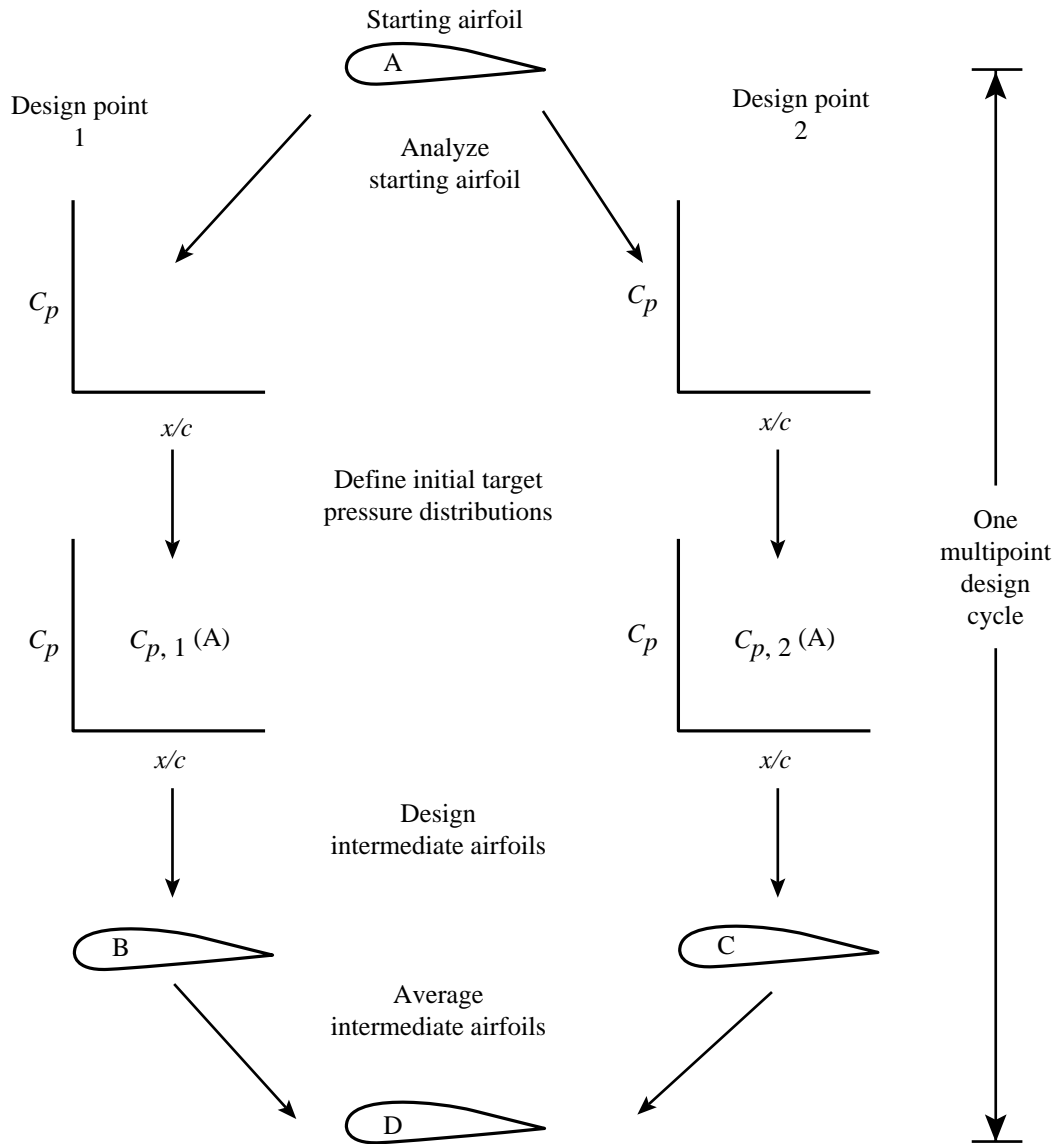 Starting airfoil
A
Design point
1
Design point
2
Analyze
starting airfoil
C_p
x/c
C_p
x/c
Define initial target
pressure distributions
C_p
C_p, 1 (A)
x/c
C_p
C_p, 2 (A)
x/c
One
multipoint
design
cycle
Design
intermediate airfoils
B
C
Average
intermediate airfoils
D